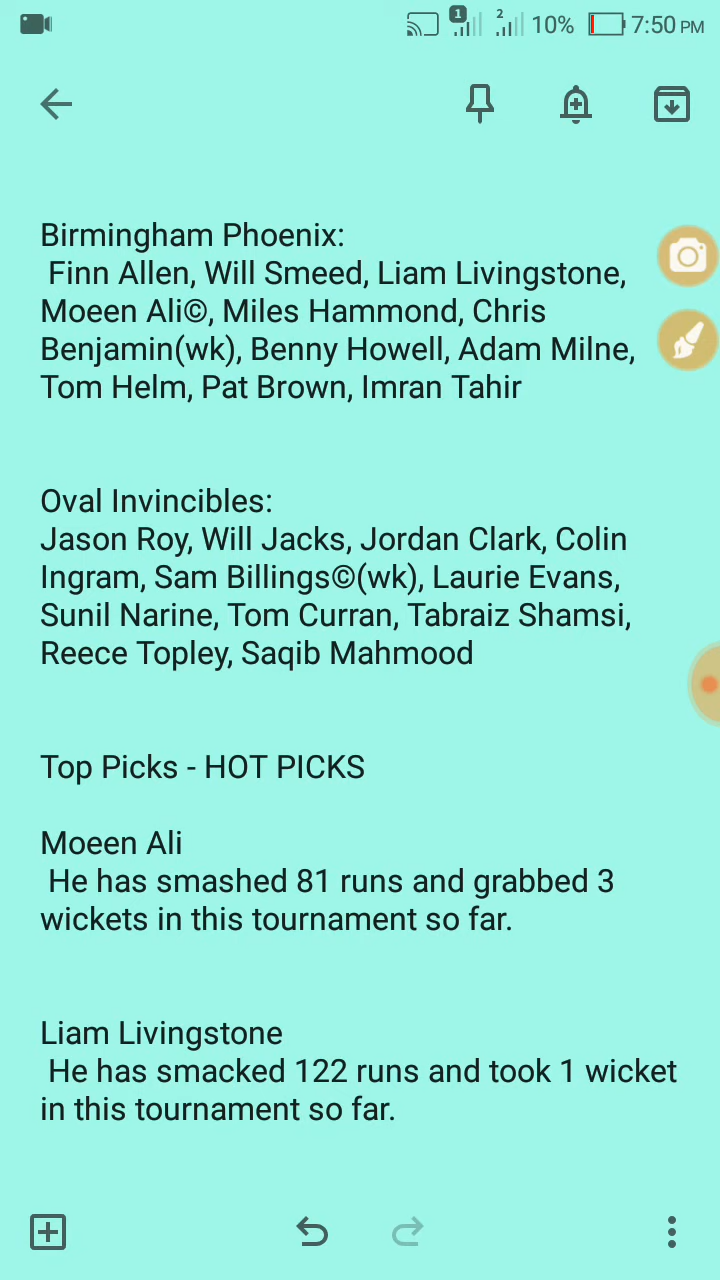 1 2 10% 7:50 PM
Birmingham Phoenix:
Finn Allen, Will Smeed, Liam Livingstone,
Moeen Ali©, Miles Hammond, Chris
Benjamin(wk), Benny Howell, Adam Milne,
Tom Helm, Pat Brown, Imran Tahir
Oval Invincibles:
Jason Roy, Will Jacks, Jordan Clark, Colin
Ingram, Sam Billings©(wk), Laurie Evans,
Sunil Narine, Tom Curran, Tabraiz Shamsi,
Reece Topley, Saqib Mahmood
Top Picks - HOT PICKS
Moeen Ali
He has smashed 81 runs and grabbed 3
wickets in this tournament so far.
Liam Livingstone
He has smacked 122 runs and took 1 wicket
in this tournament so far.